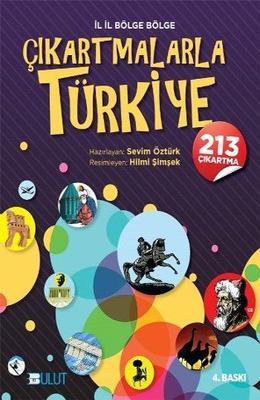 İL İL BÖLGE BÖLGE
ÇIKARTMALARLA
TÜRKİYE
213
ÇIKARTMA
Hazırlayan: Sevim Öztürk
Resimleyen: Hilmi Şimşek
BULUT
4. BASKI